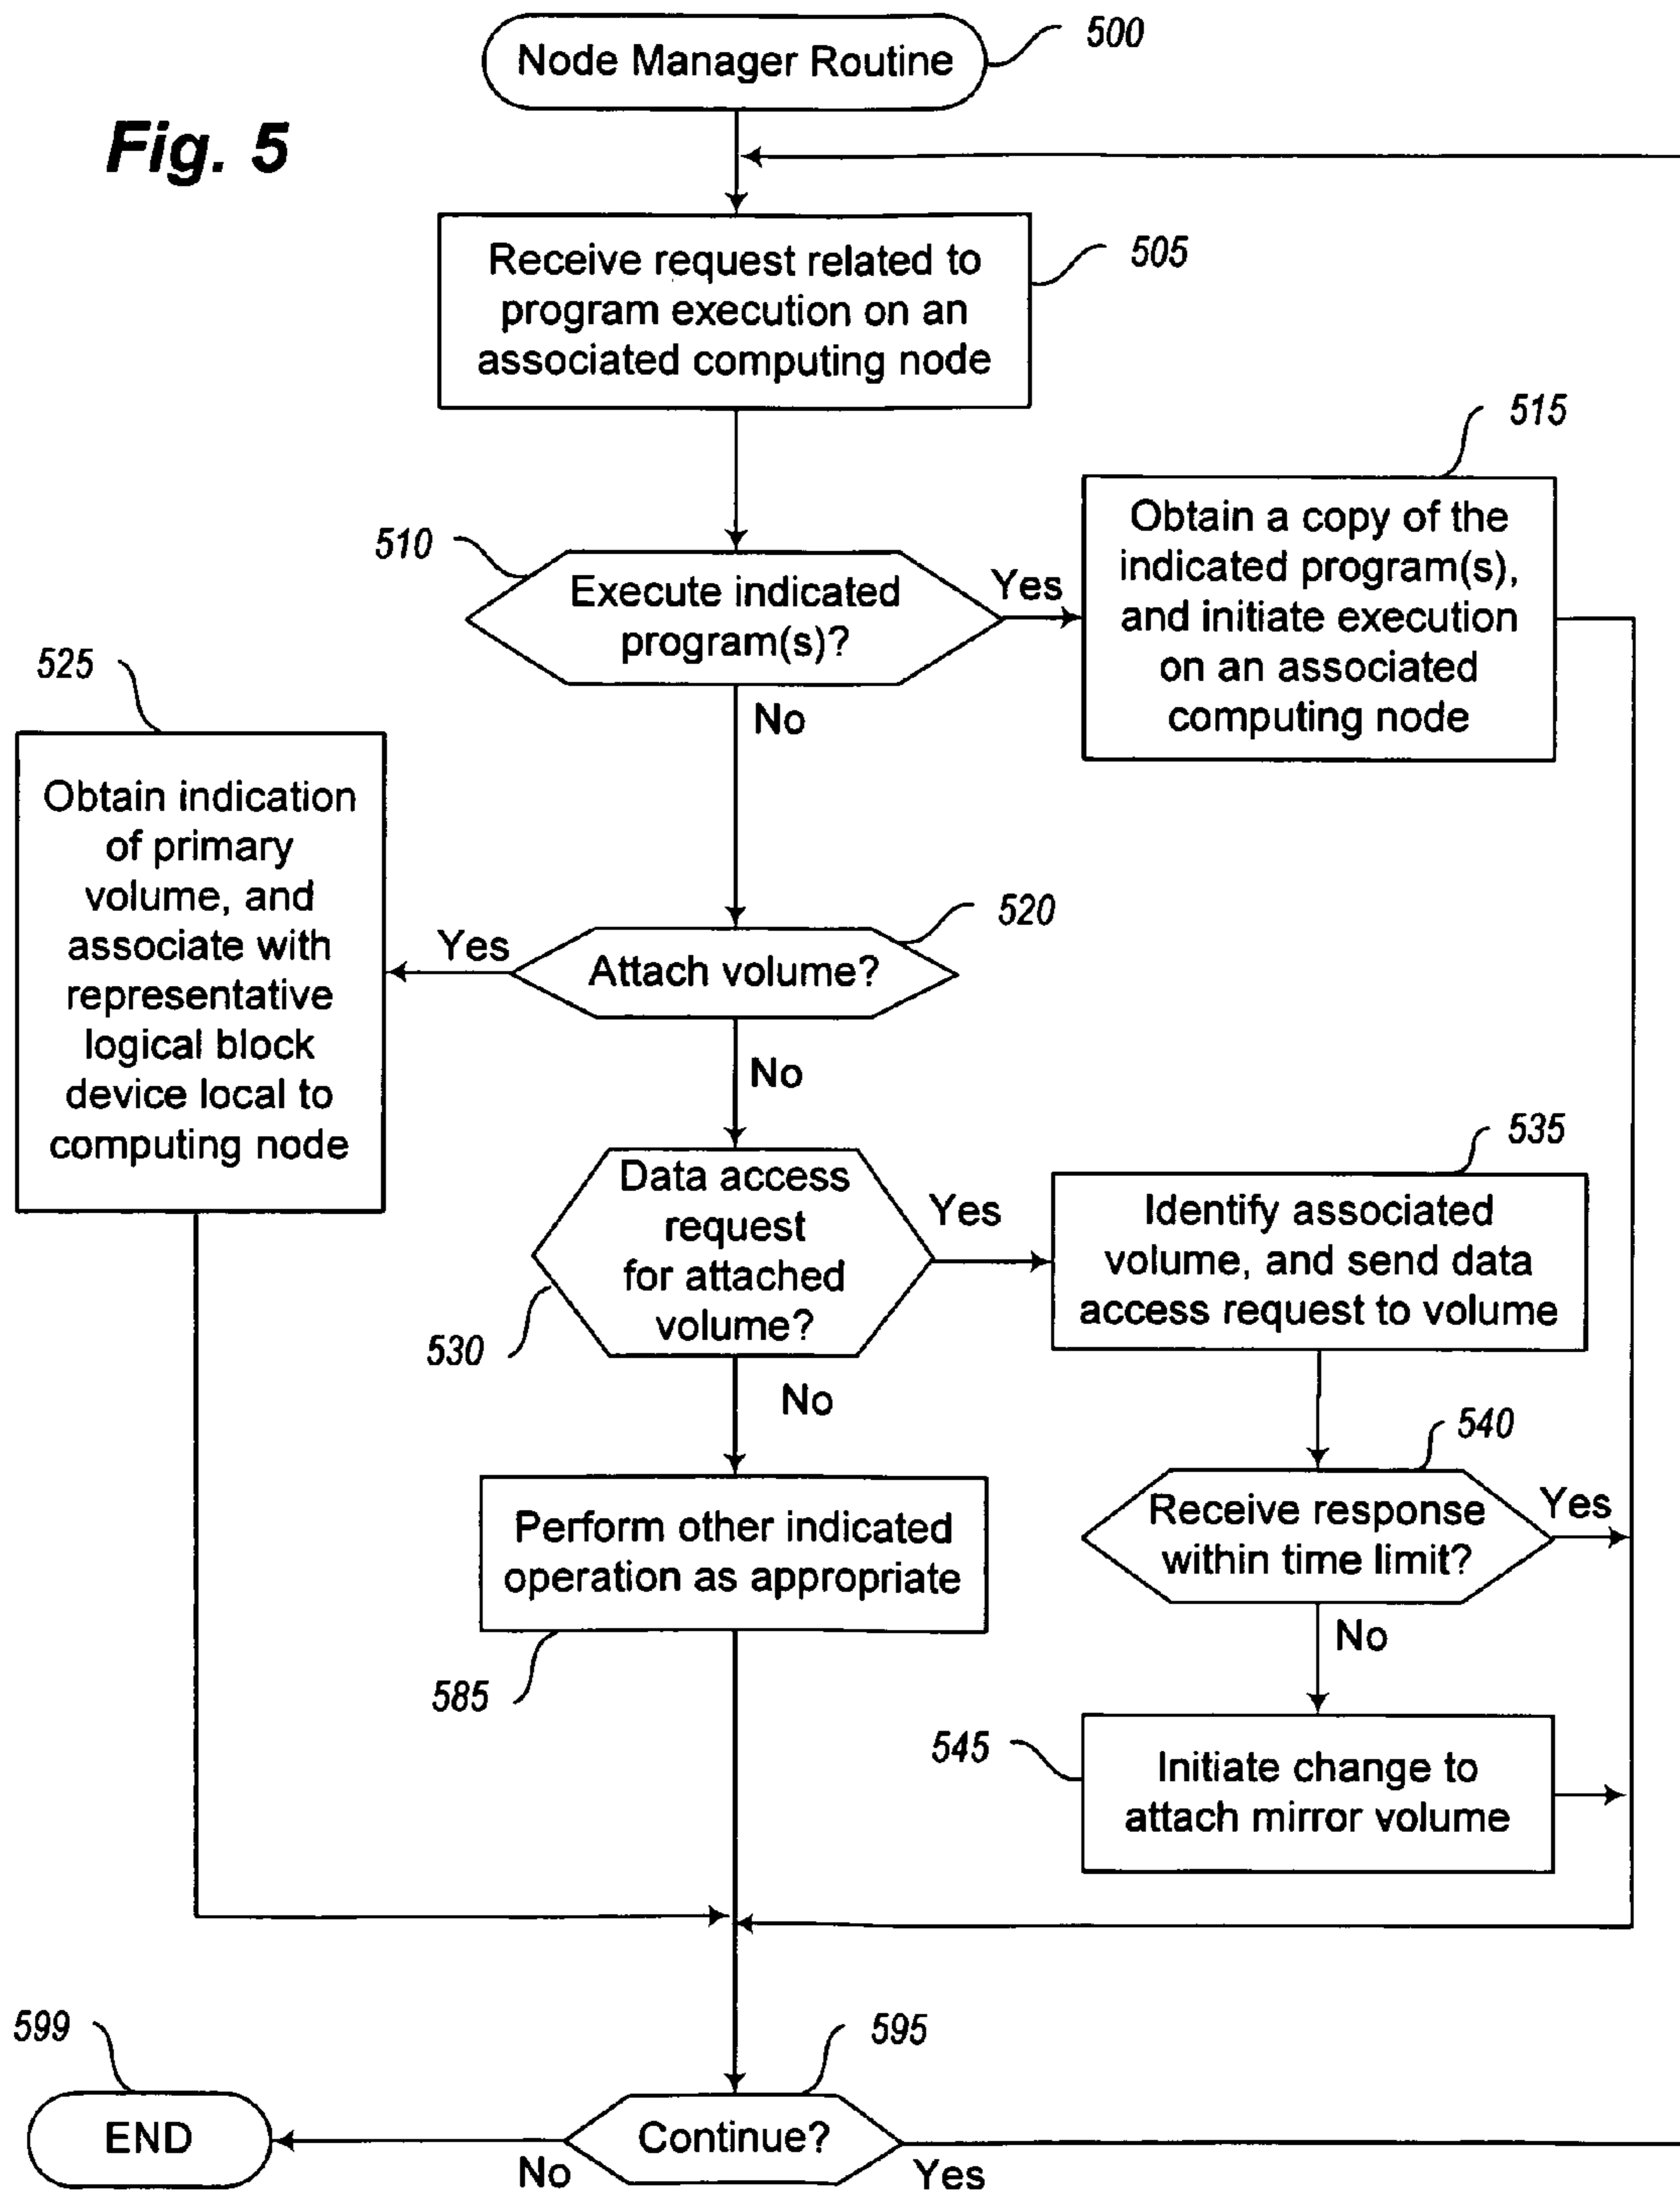 Node Manager Routine
500
Fig. 5
Receive request related to
program execution on an
associated computing node
505
510
Execute indicated
program(s)?
Yes
No
515
Obtain a copy of the
indicated program(s),
and initiate execution
on an associated
computing node
525
Obtain indication
of primary
volume, and
associate with
representative
logical block
device local to
computing node
520
Attach volume?
Yes
No
530
Data access
request
for attached
volume?
Yes
No
535
Identify associated
volume, and send data
access request to volume
540
Receive response
within time limit?
Yes
No
Perform other indicated
operation as appropriate
585
545
Initiate change to
attach mirror volume
599
END
595
Continue?
No
Yes